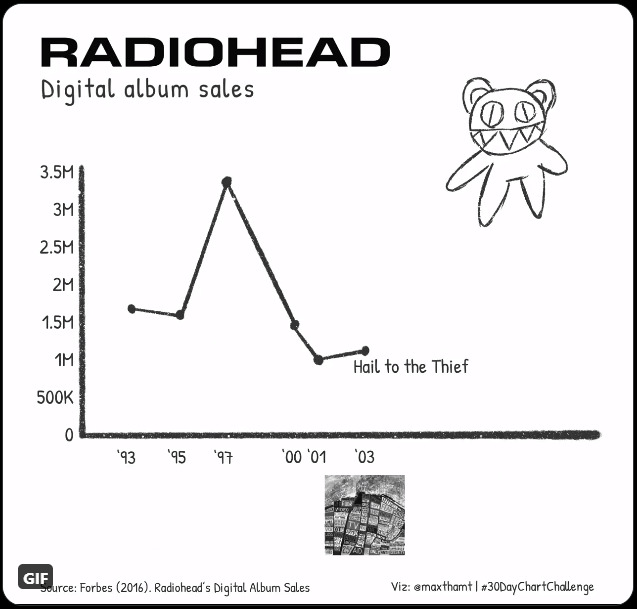 RADIOHEAD
Digital album sales
3.5M
3M
2.5M
2M
1.5M
1M
Hail to the Thief
500K
0
‘93 ‘95 ‘97 ‘00 ‘01 ‘03
GIF
Source: Forbes (2016). Radiohead's Digital Album Sales
Viz: @maxthamt | #30DayChartChallenge